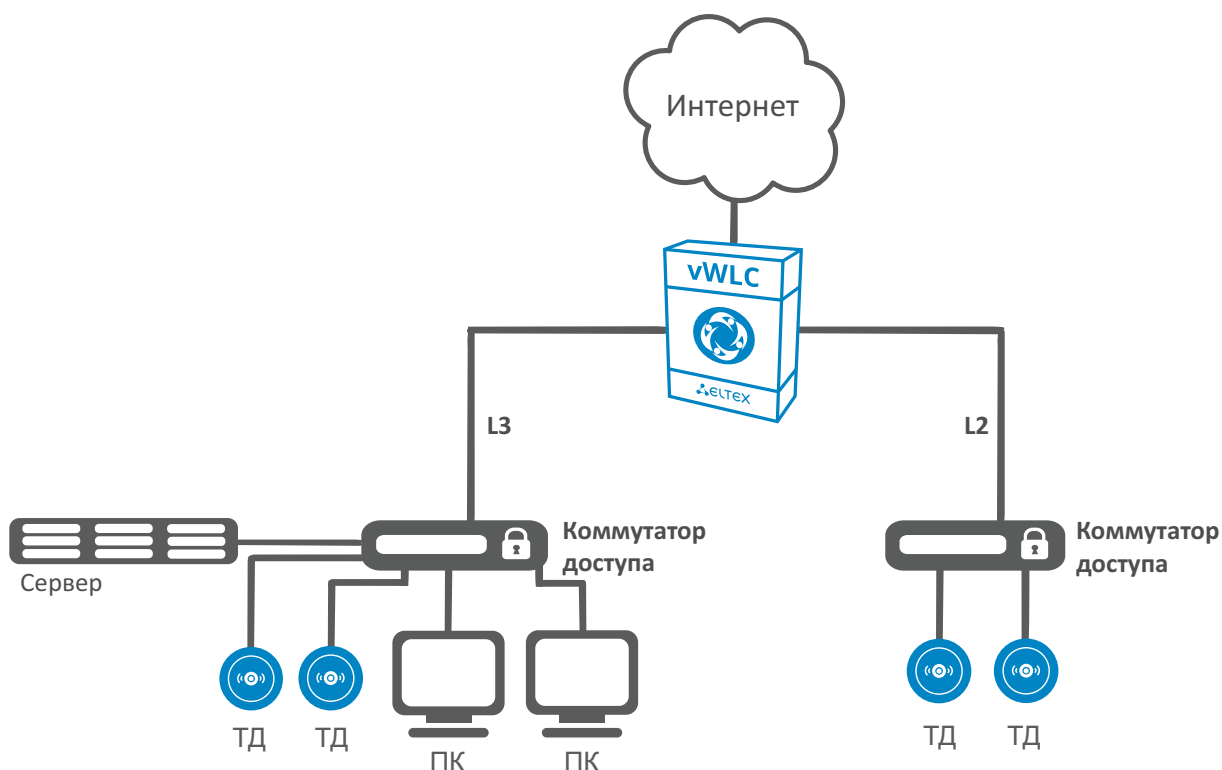 Интернет
vWLC
ELTEX
L3
L2
Коммутатор
доступа
Коммутатор
доступа
Сервер
ТД
ТД
ПК
ПК
ТД
ТД